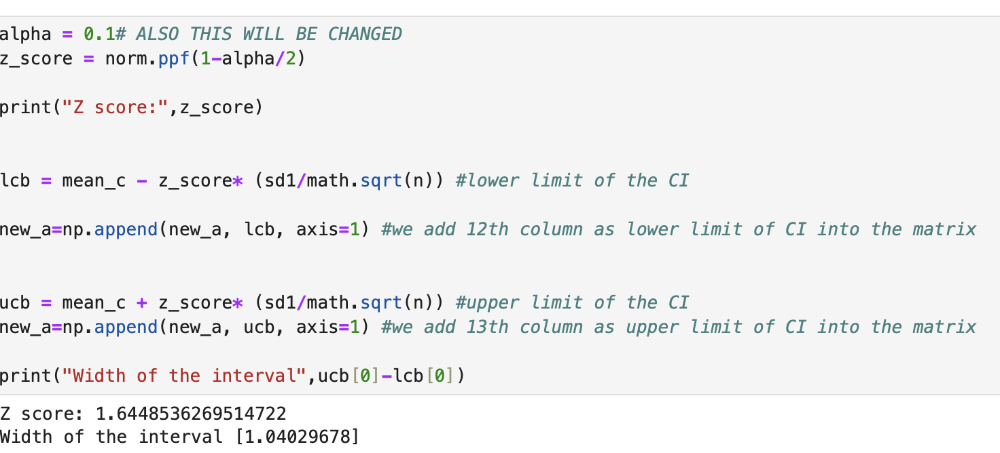 alpha = 0.1# ALSO THIS WILL BE CHANGED
z_score = norm.ppf(1-alpha/2)
print("Z score:",z_score)
lcb = mean_c - z_score* (sd1/math.sqrt(n)) #lower limit of the CI
new_a=np.append(new_a, lcb, axis=1) #we add 12th column as lower limit of CI into the matrix
ucb = mean_c + z_score* (sd1/math.sqrt(n)) #upper limit of the CI
new_a=np.append(new_a, ucb, axis=1) #we add 13th column as upper limit of CI into the matrix
print("Width of the interval",ucb[0]-lcb[0])
Z score: 1.6448536269514722
Width of the interval [1.04029678]